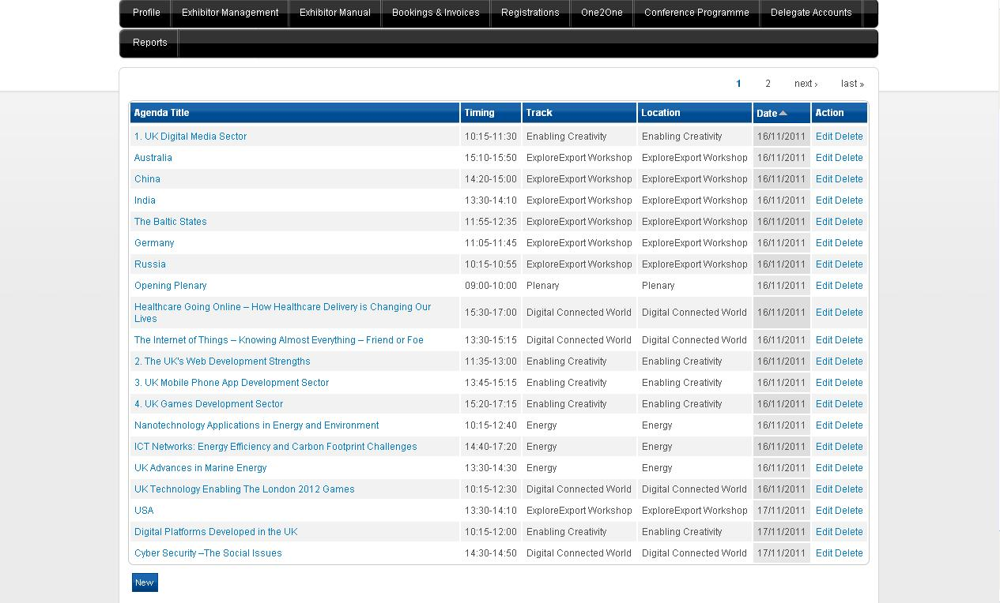 Profile Exhibitor Management Exhibitor Manual Bookings & Invoices Registrations One2One Conference Programme Delegate Accounts
Reports
1 2 next › last »
Agenda Title Timing Track Location Date Action
1. UK Digital Media Sector 10:15-11:30 Enabling Creativity Enabling Creativity 16/11/2011 Edit Delete
Australia 15:10-15:50 ExploreExport Workshop ExploreExport Workshop 16/11/2011 Edit Delete
China 14:20-15:00 ExploreExport Workshop ExploreExport Workshop 16/11/2011 Edit Delete
India 13:30-14:10 ExploreExport Workshop ExploreExport Workshop 16/11/2011 Edit Delete
The Baltic States 11:55-12:35 ExploreExport Workshop ExploreExport Workshop 16/11/2011 Edit Delete
Germany 11:05-11:45 ExploreExport Workshop ExploreExport Workshop 16/11/2011 Edit Delete
Russia 10:15-10:55 ExploreExport Workshop ExploreExport Workshop 16/11/2011 Edit Delete
Opening Plenary 09:00-10:00 Plenary Plenary 16/11/2011 Edit Delete
Healthcare Going Online – How Healthcare Delivery is Changing Our
Lives 15:30-17:00 Digital Connected World Digital Connected World 16/11/2011 Edit Delete
The Internet of Things – Knowing Almost Everything – Friend or Foe 13:30-15:15 Digital Connected World Digital Connected World 16/11/2011 Edit Delete
2. The UK's Web Development Strengths 11:35-13:00 Enabling Creativity Enabling Creativity 16/11/2011 Edit Delete
3. UK Mobile Phone App Development Sector 13:45-15:15 Enabling Creativity Enabling Creativity 16/11/2011 Edit Delete
4. UK Games Development Sector 15:20-17:15 Enabling Creativity Enabling Creativity 16/11/2011 Edit Delete
Nanotechnology Applications in Energy and Environment 10:15-12:40 Energy Energy 16/11/2011 Edit Delete
ICT Networks: Energy Efficiency and Carbon Footprint Challenges 14:40-17:20 Energy Energy 16/11/2011 Edit Delete
UK Advances in Marine Energy 13:30-14:30 Energy Energy 16/11/2011 Edit Delete
UK Technology Enabling The London 2012 Games 10:15-12:30 Digital Connected World Digital Connected World 16/11/2011 Edit Delete
USA 13:30-14:10 ExploreExport Workshop ExploreExport Workshop 17/11/2011 Edit Delete
Digital Platforms Developed in the UK 10:15-12:00 Enabling Creativity Enabling Creativity 17/11/2011 Edit Delete
Cyber Security –The Social Issues 14:30-14:50 Digital Connected World Digital Connected World 17/11/2011 Edit Delete
New